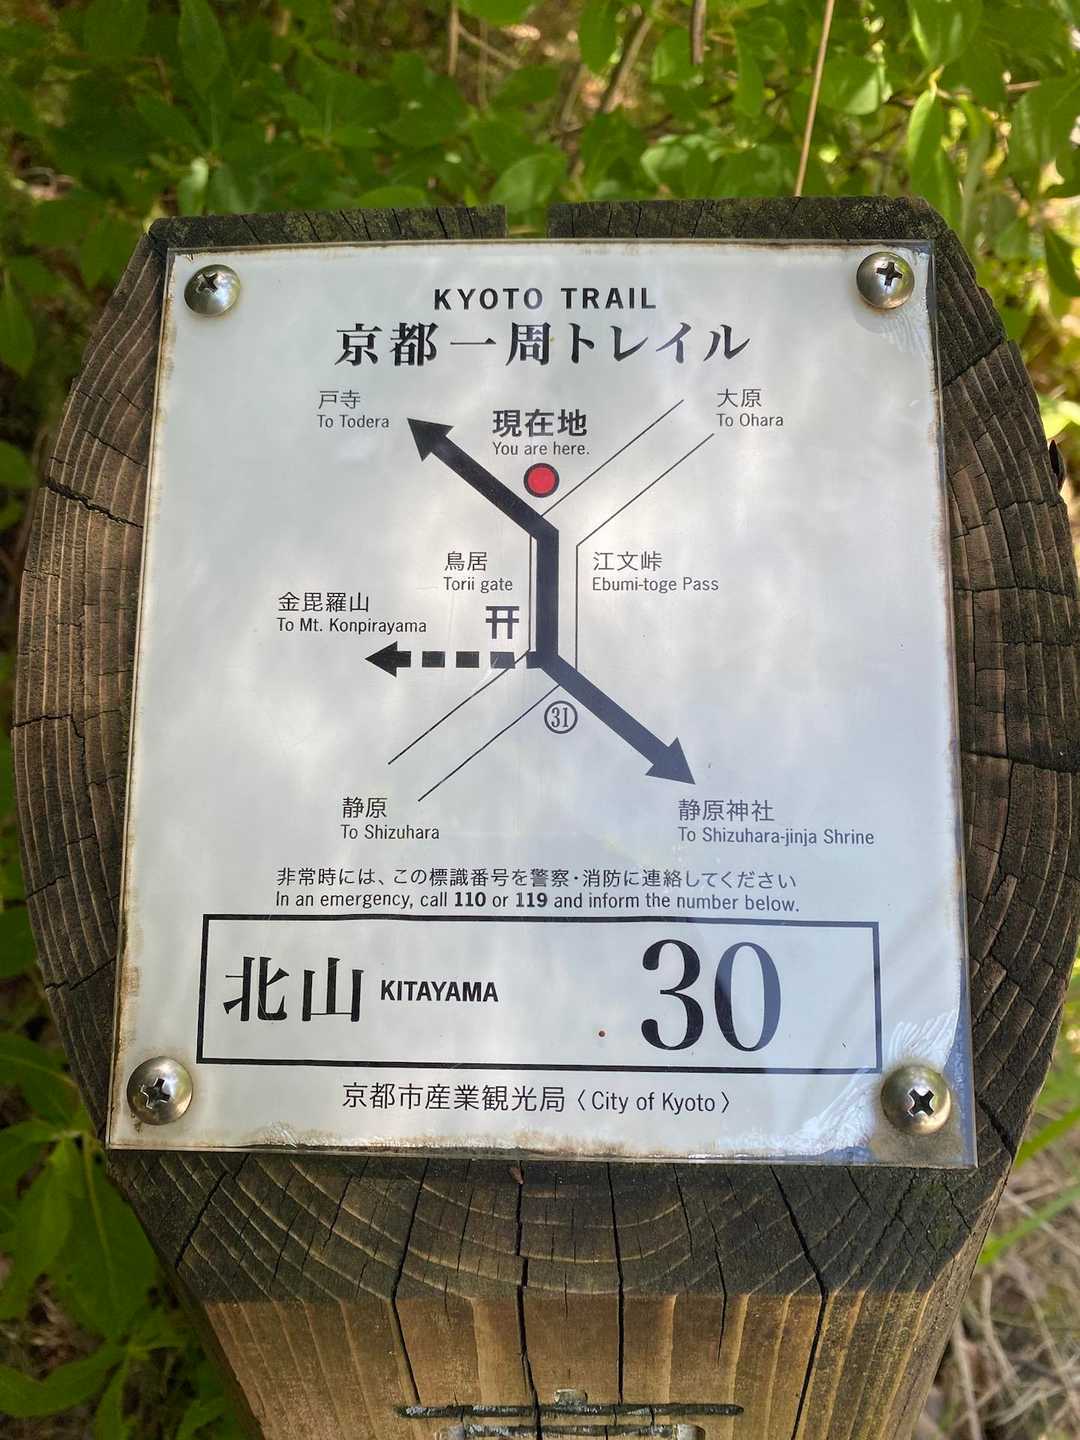 KYOTO TRAIL
京都一周トレイル
戸寺
To Todera
現在地
You are here.
大原
To Ohara
鳥居
Torii gate
江文峠
Ebumi-toge Pass
金毘羅山
To Mt. Konpirayama
31
静原
To Shizuhara
静原神社
To Shizuhara-jinja Shrine
非常時には、この標識番号を警察・消防に連絡してください
In an emergency, call 110 or 119 and inform the number below.
北山 KITAYAMA 30
京都市産業観光局〈City of Kyoto〉